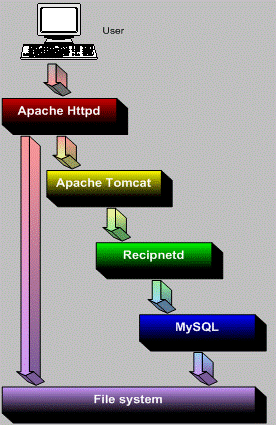 User
Apache Httpd
Apache Tomcat
Recipnetd
MySQL
File system